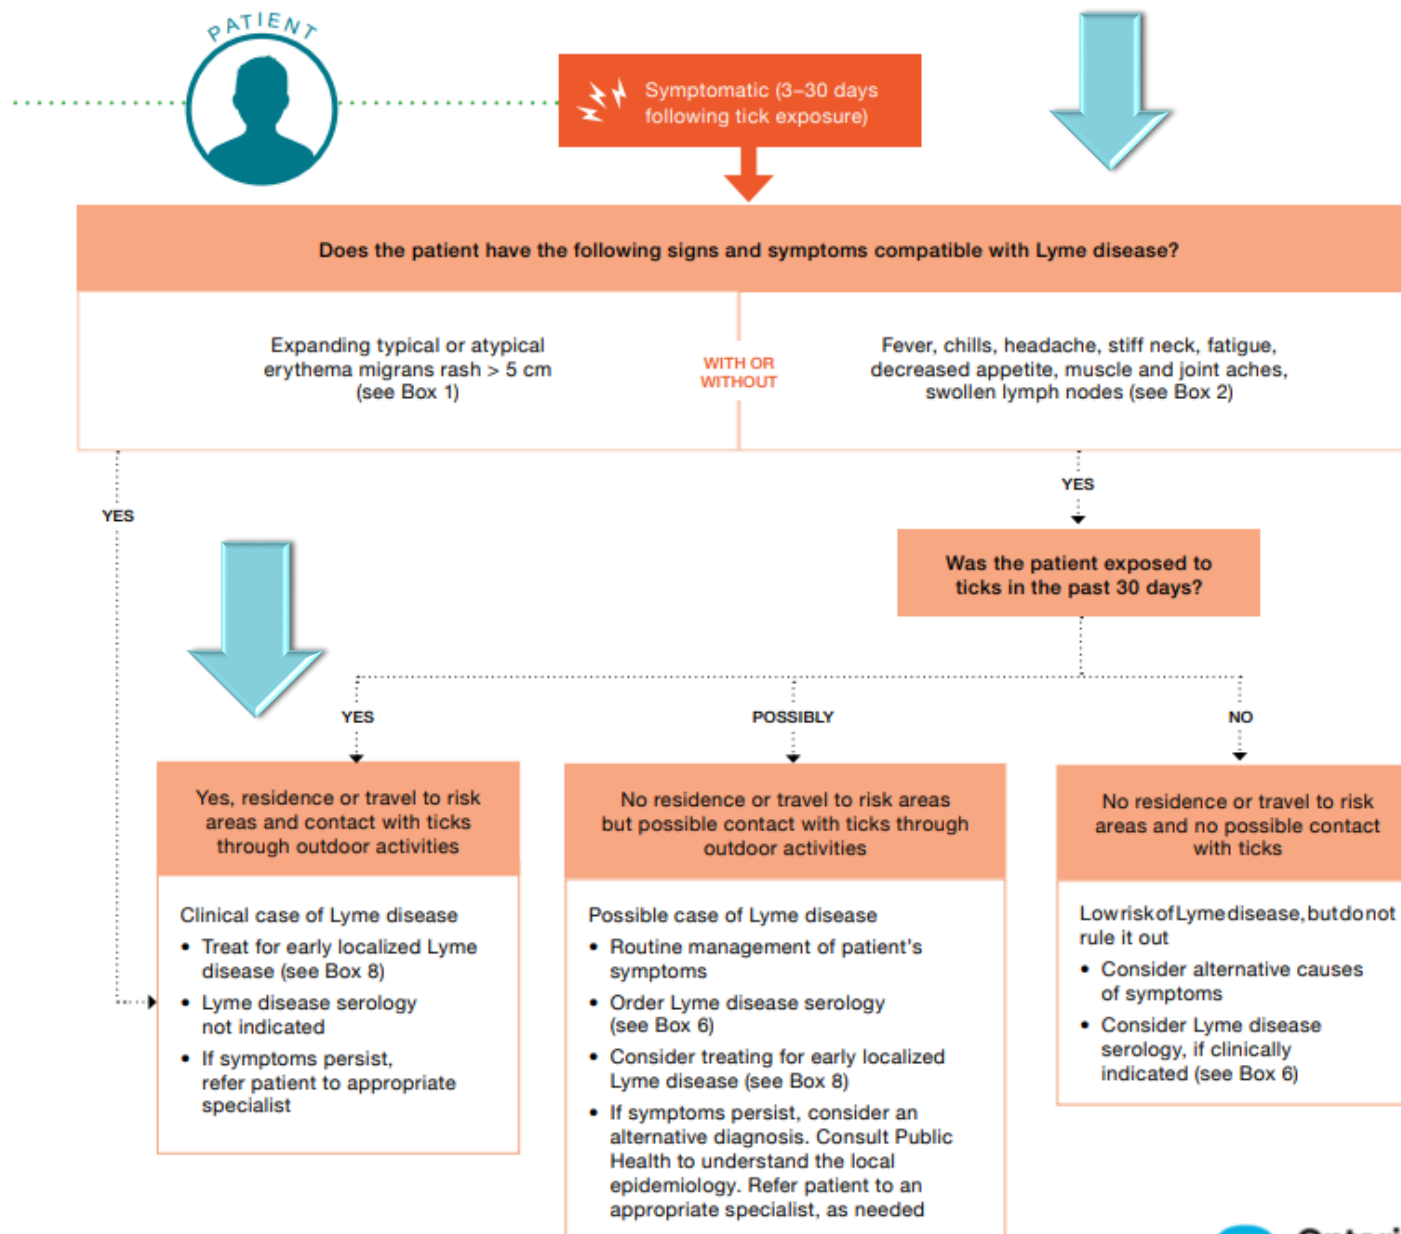 PATIENT
Symptomatic (3–30 days
following tick exposure)
Does the patient have the following signs and symptoms compatible with Lyme disease?
Expanding typical or atypical
erythema migrans rash > 5 cm
(see Box 1)
WITH OR
WITHOUT
Fever, chills, headache, stiff neck, fatigue,
decreased appetite, muscle and joint aches,
swollen lymph nodes (see Box 2)
YES
YES
Was the patient exposed to
ticks in the past 30 days?
YES
POSSIBLY
NO
Yes, residence or travel to risk
areas and contact with ticks
through outdoor activities
Clinical case of Lyme disease
• Treat for early localized Lyme
disease (see Box 8)
• Lyme disease serology
not indicated
• If symptoms persist,
refer patient to appropriate
specialist
No residence or travel to risk areas
but possible contact with ticks through
outdoor activities
Possible case of Lyme disease
• Routine management of patient's
symptoms
• Order Lyme disease serology
(see Box 6)
• Consider treating for early localized
Lyme disease (see Box 8)
• If symptoms persist, consider an
alternative diagnosis. Consult Public
Health to understand the local
epidemiology. Refer patient to an
appropriate specialist, as needed
No residence or travel to risk
areas and no possible contact
with ticks
Low risk of Lyme disease, but do not
rule it out
• Consider alternative causes
of symptoms
• Consider Lyme disease
serology, if clinically
indicated (see Box 6)